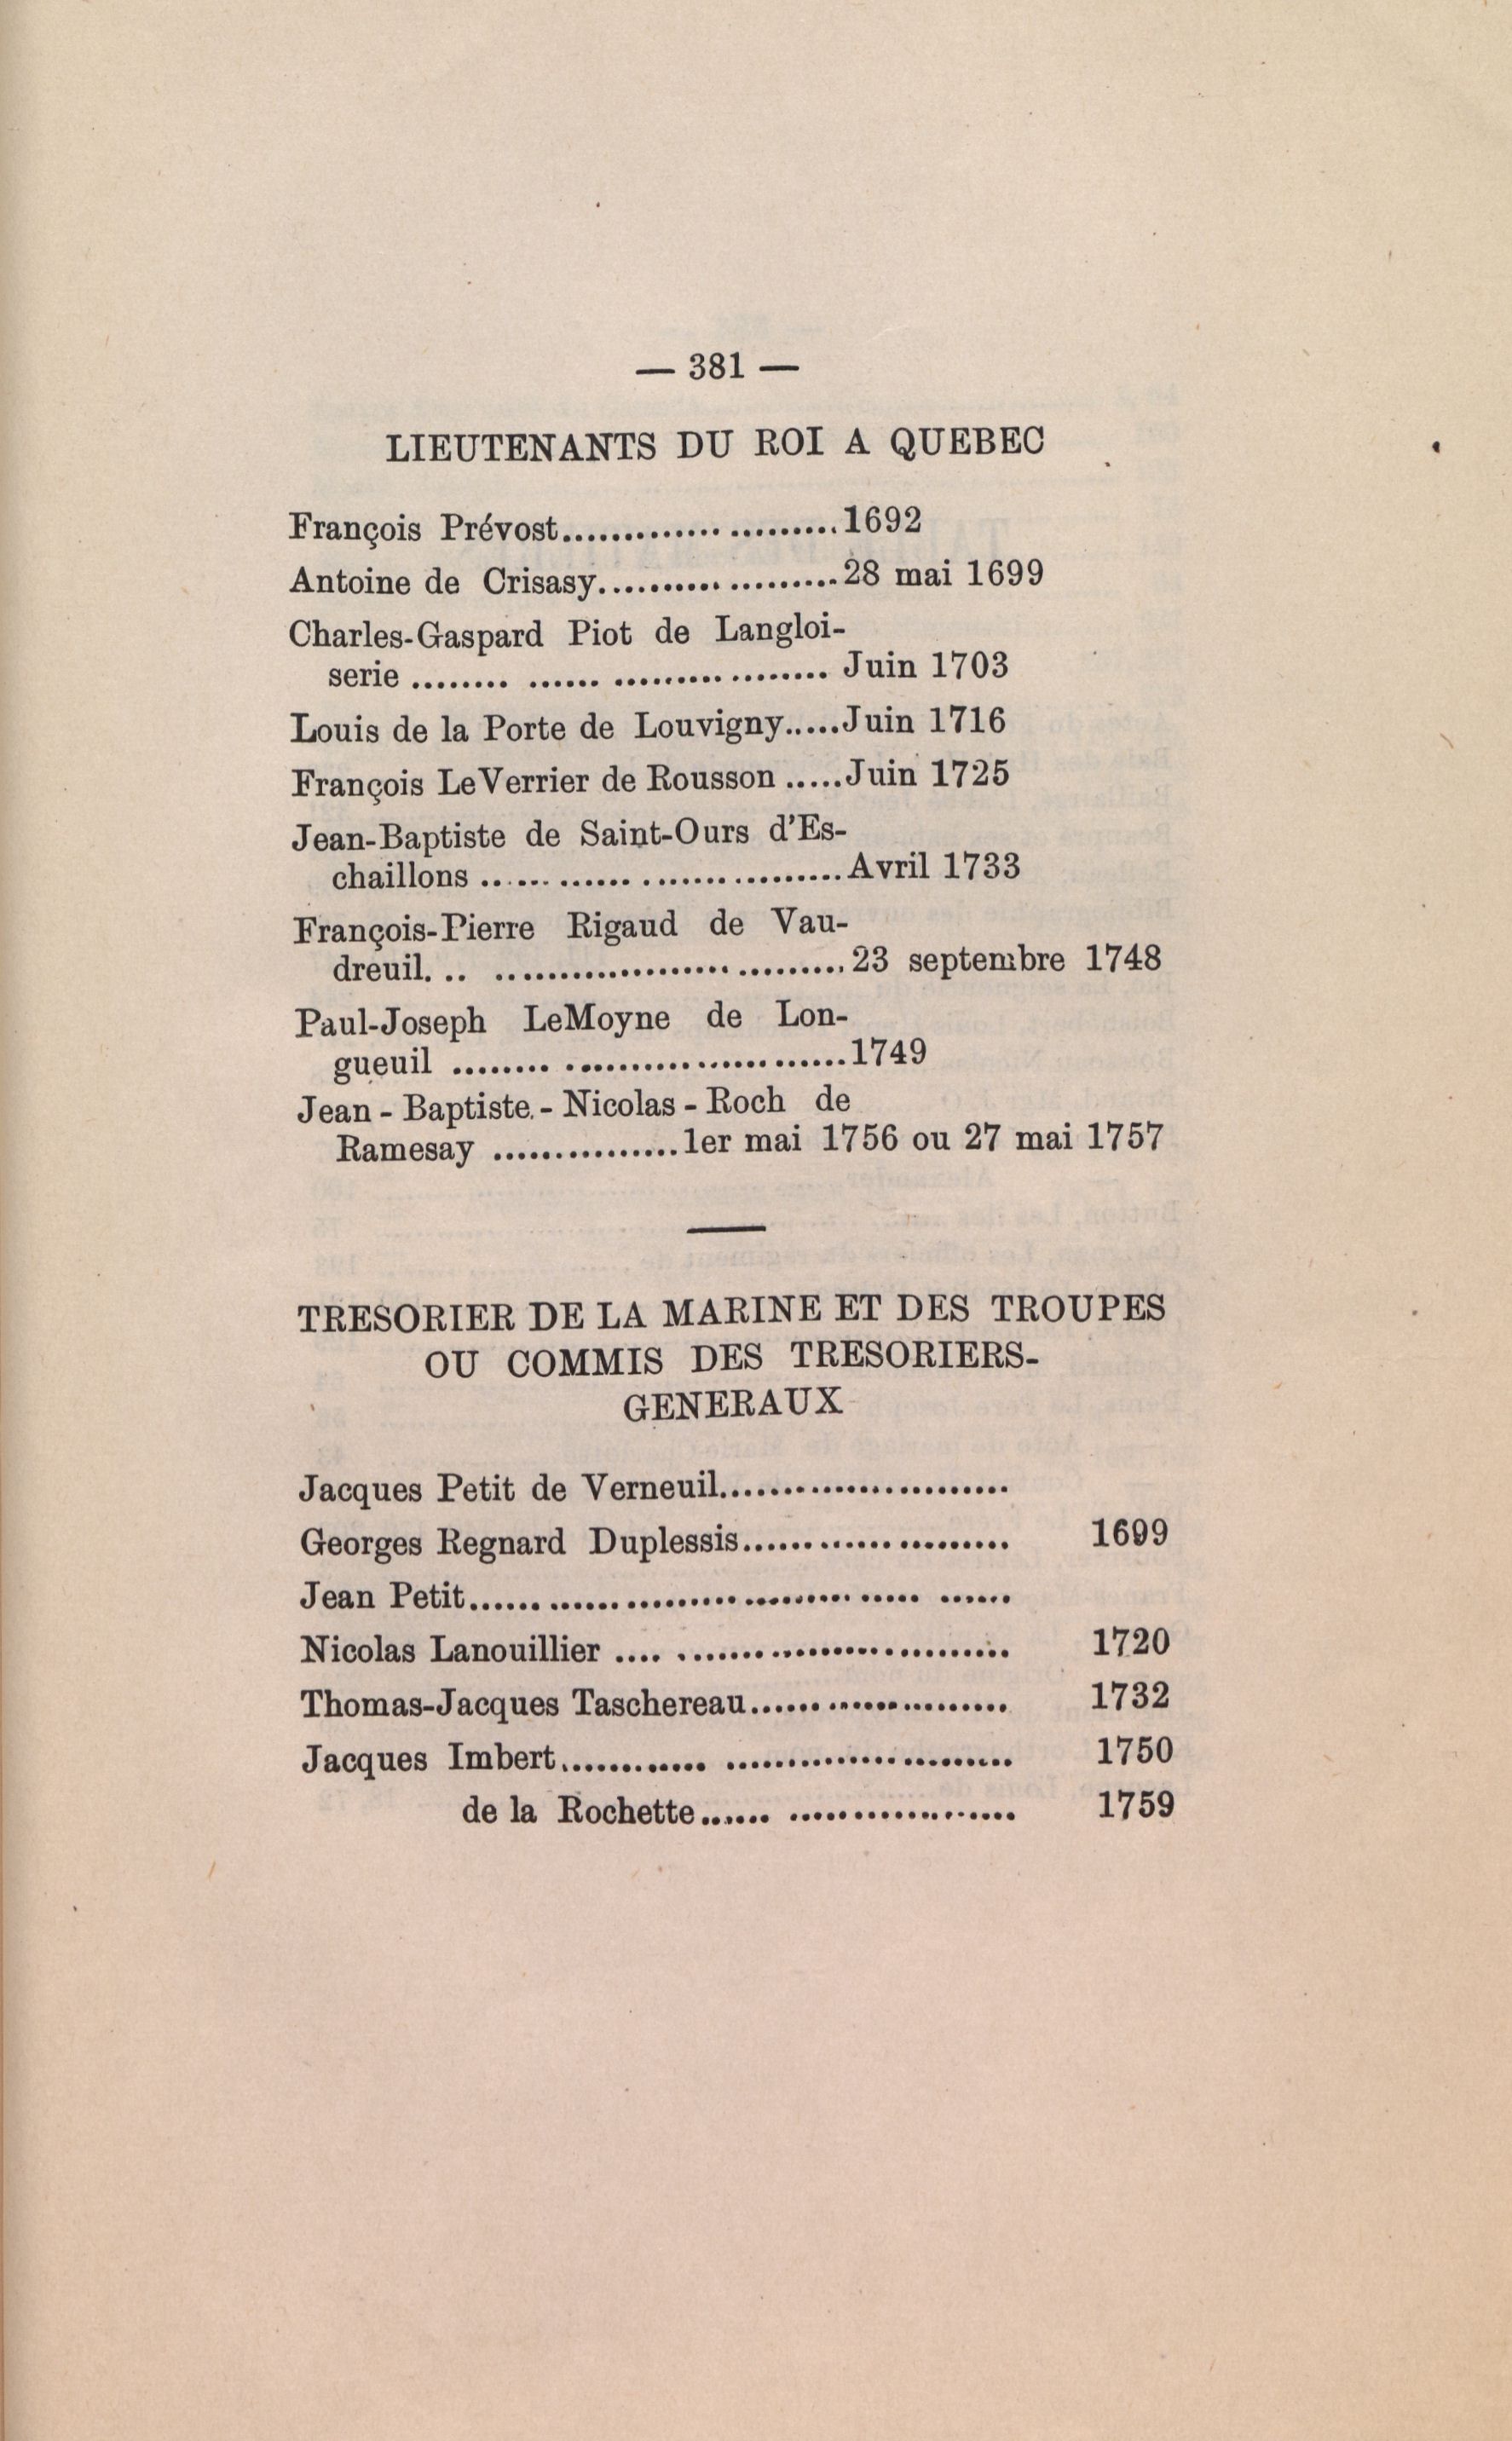 — 381 —
LIEUTENANTS DU ROI A QUEBEC
François Prévost......................1692
Antoine de Crisasy...................28 mai 1699
Charles-Gaspard Piot de Langloi-
serie ........ ...... ................. Juin 1703
Louis de la Porte de Louvigny.....Juin 1716
François LeVerrier de Rousson .....Juin 1725
Jean-Baptiste de Saint-Ours d'Es-
chaillons ...... ...... ................Avril 1733
François-Pierre Rigaud de Vau-
dreuil. .. ............................23 septembre 1748
Paul-Joseph LeMoyne de Lon-
gueuil ........ .......................1749
Jean - Baptiste - Nicolas - Roch de
Ramesay ...............1er mai 1756 ou 27 mai 1757
TRESORIER DE LA MARINE ET DES TROUPES
OU COMMIS DES TRESORIERS-
GENERAUX
Jacques Petit de Verneuil.......................
Georges Regnard Duplessis..................... 1699
Jean Petit...... ...... ................. ..... ......
Nicolas Lanouillier .... .......................... 1720
Thomas-Jacques Taschereau..................... 1732
Jacques Imbert............ ....................... 1750
de la Rochette...... .................. 1759